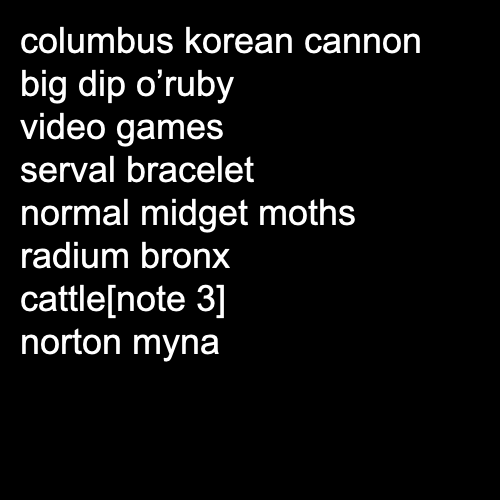 columbus korean cannon
big dip o’ruby
video games
serval bracelet
normal midget moths
radium bronx
cattle[note 3]
norton myna